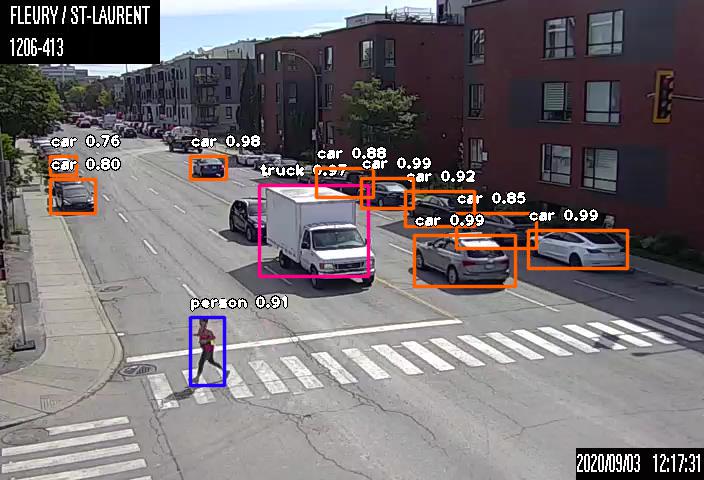 FLEURY / ST-LAURENT
1206-413
car 0.76
car 0.98
car 0.80
car 0.88
car 0.99
truck 0.97
car 0.92
car 0.85
car 0.99
car 0.99
person 0.91
2020/09/03 12:17:31